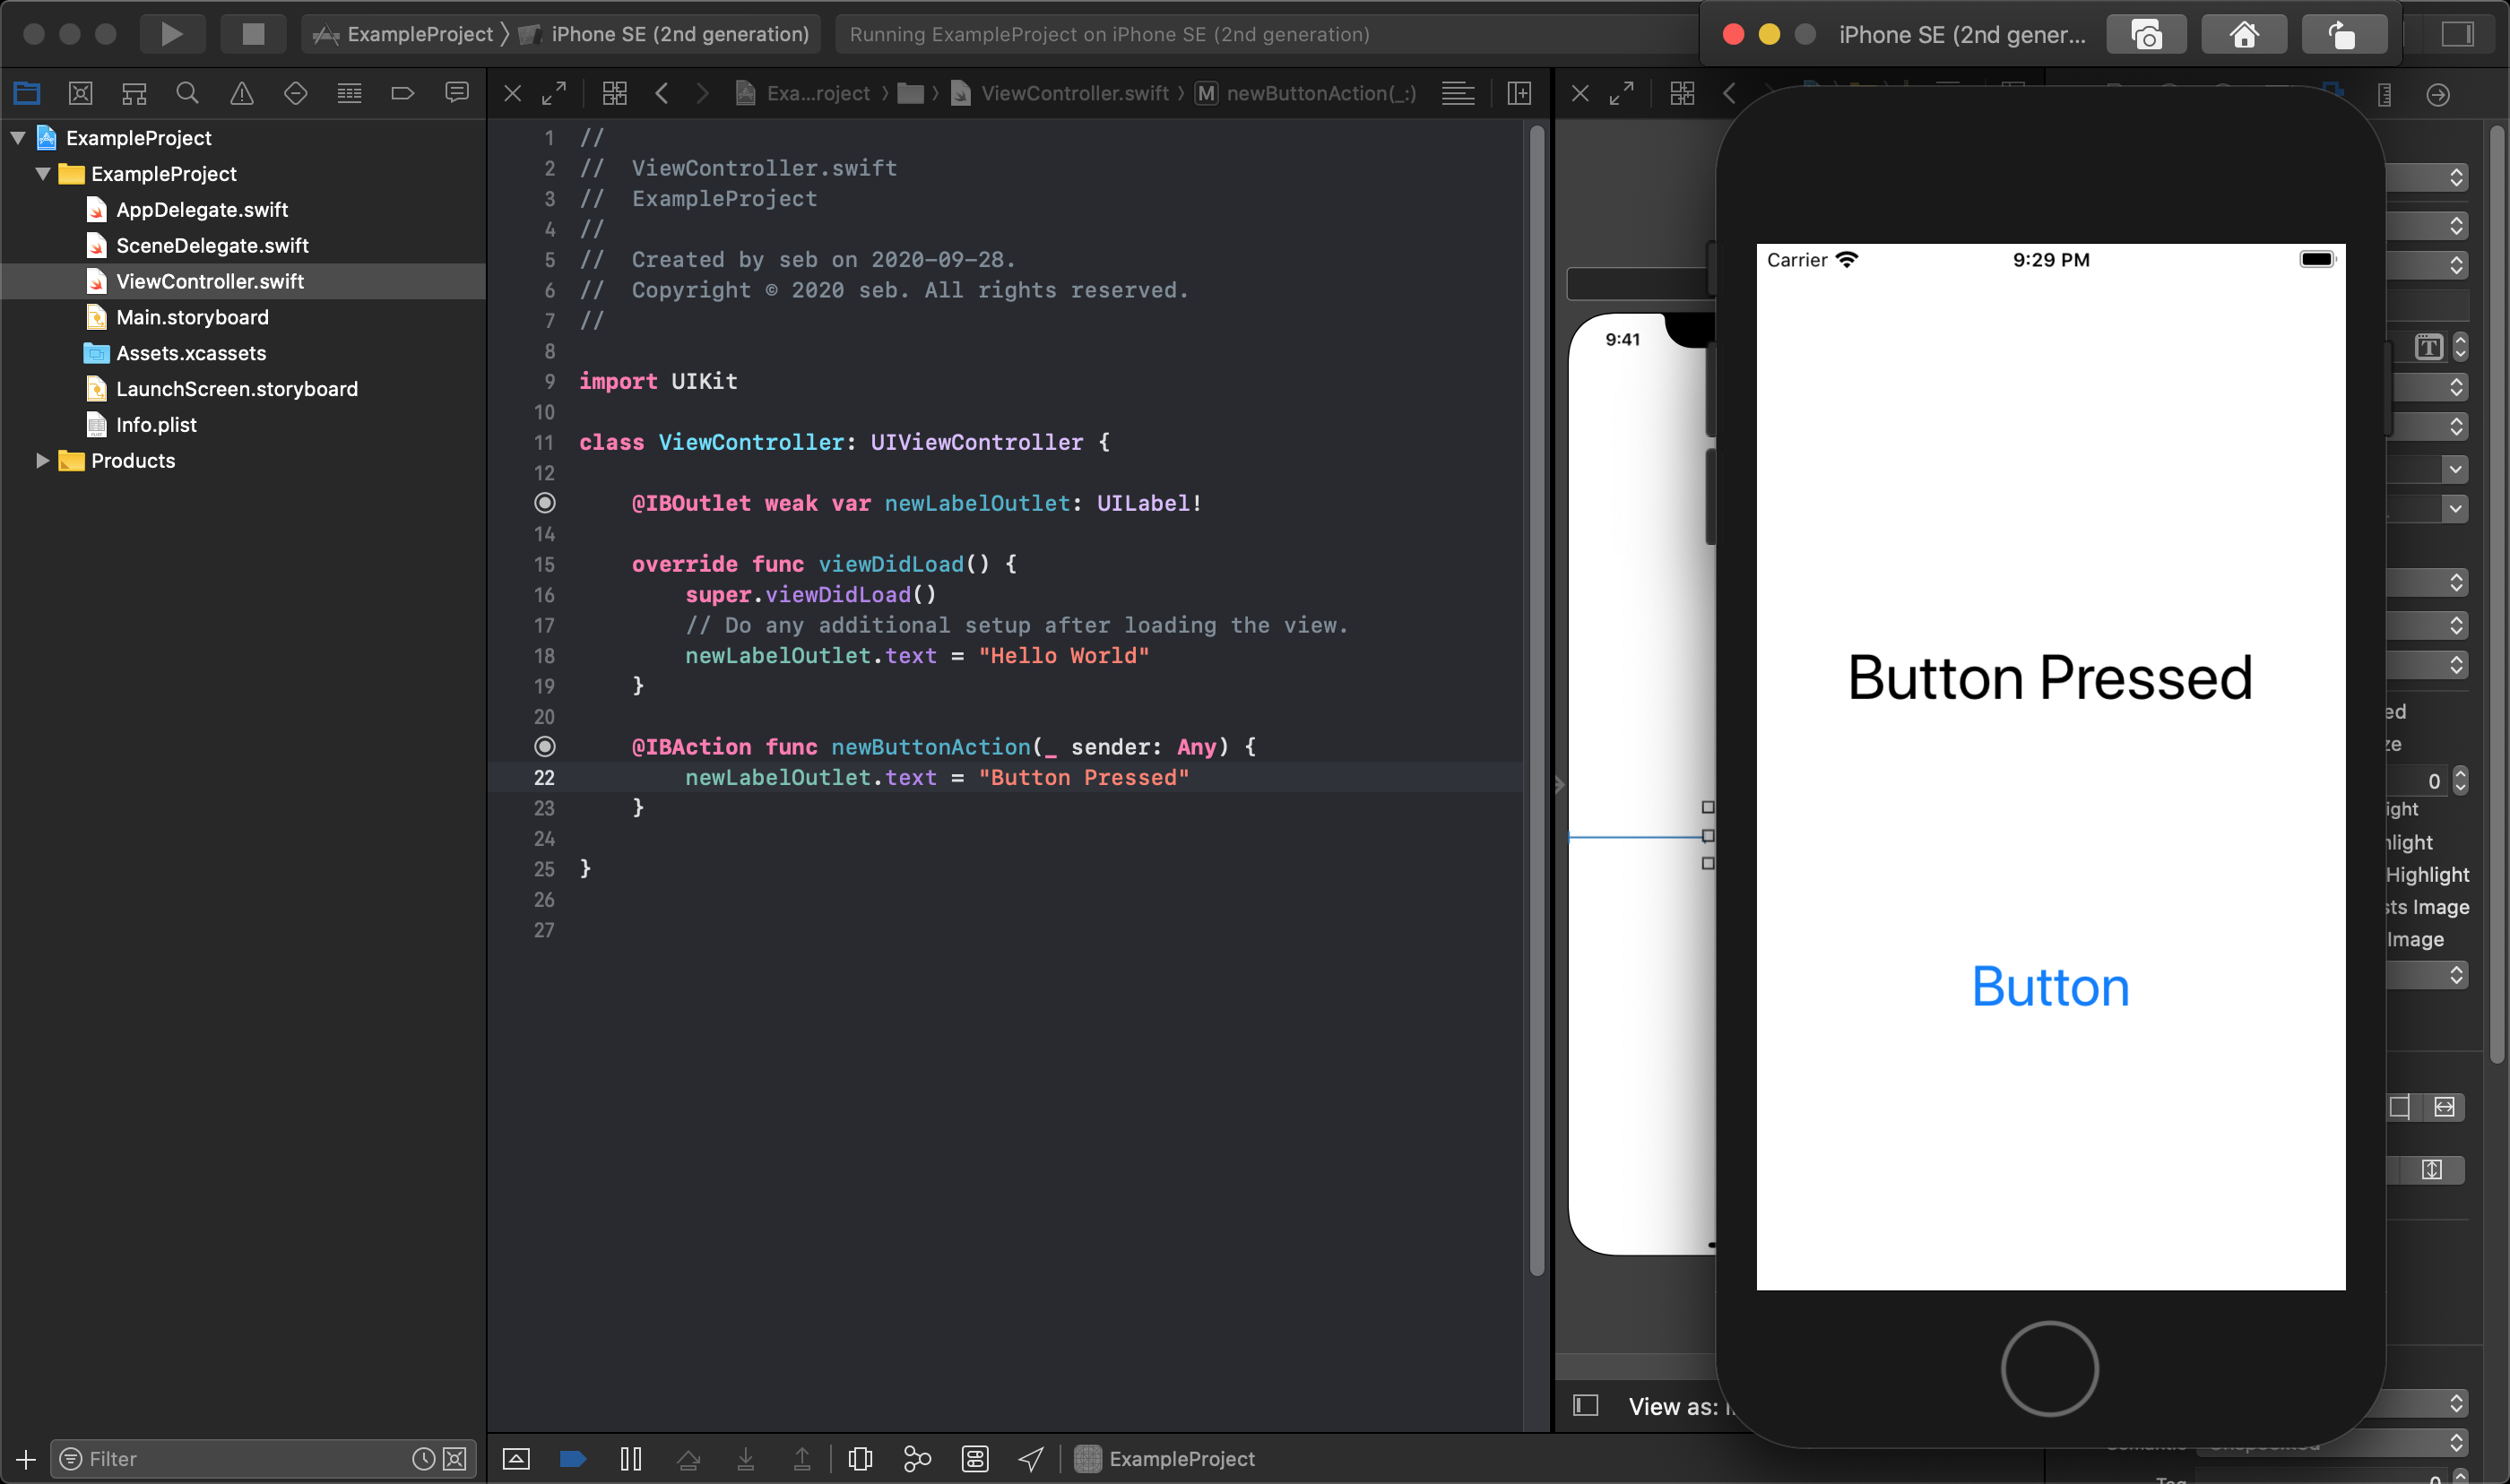 ExampleProject
iPhone SE (2nd generation)
Running ExampleProject on iPhone SE (2nd generation)
iPhone SE (2nd gener...
Exa...roject
ViewController.swift
M newButtonAction(_:)
ExampleProject
ExampleProject
AppDelegate.swift
SceneDelegate.swift
ViewController.swift
Main.storyboard
Assets.xcassets
LaunchScreen.storyboard
Info.plist
Products
Filter
1 //
2 //  ViewController.swift
3 //  ExampleProject
4 //
5 //  Created by seb on 2020-09-28.
6 //  Copyright © 2020 seb. All rights reserved.
7 //
8
9 import UIKit
10
11 class ViewController: UIViewController {
12
@IBOutlet weak var newLabelOutlet: UILabel!
14
15 override func viewDidLoad() {
16 super.viewDidLoad()
17 // Do any additional setup after loading the view.
18 newLabelOutlet.text = "Hello World"
19 }
20
@IBAction func newButtonAction(_ sender: Any) {
22 newLabelOutlet.text = "Button Pressed"
23 }
24
25 }
26
27
ExampleProject
9:41
View as:
Carrier
9:29 PM
Button Pressed
Button
T
ed
ze
0
ight
hlight
Highlight
sts Image
Image
0